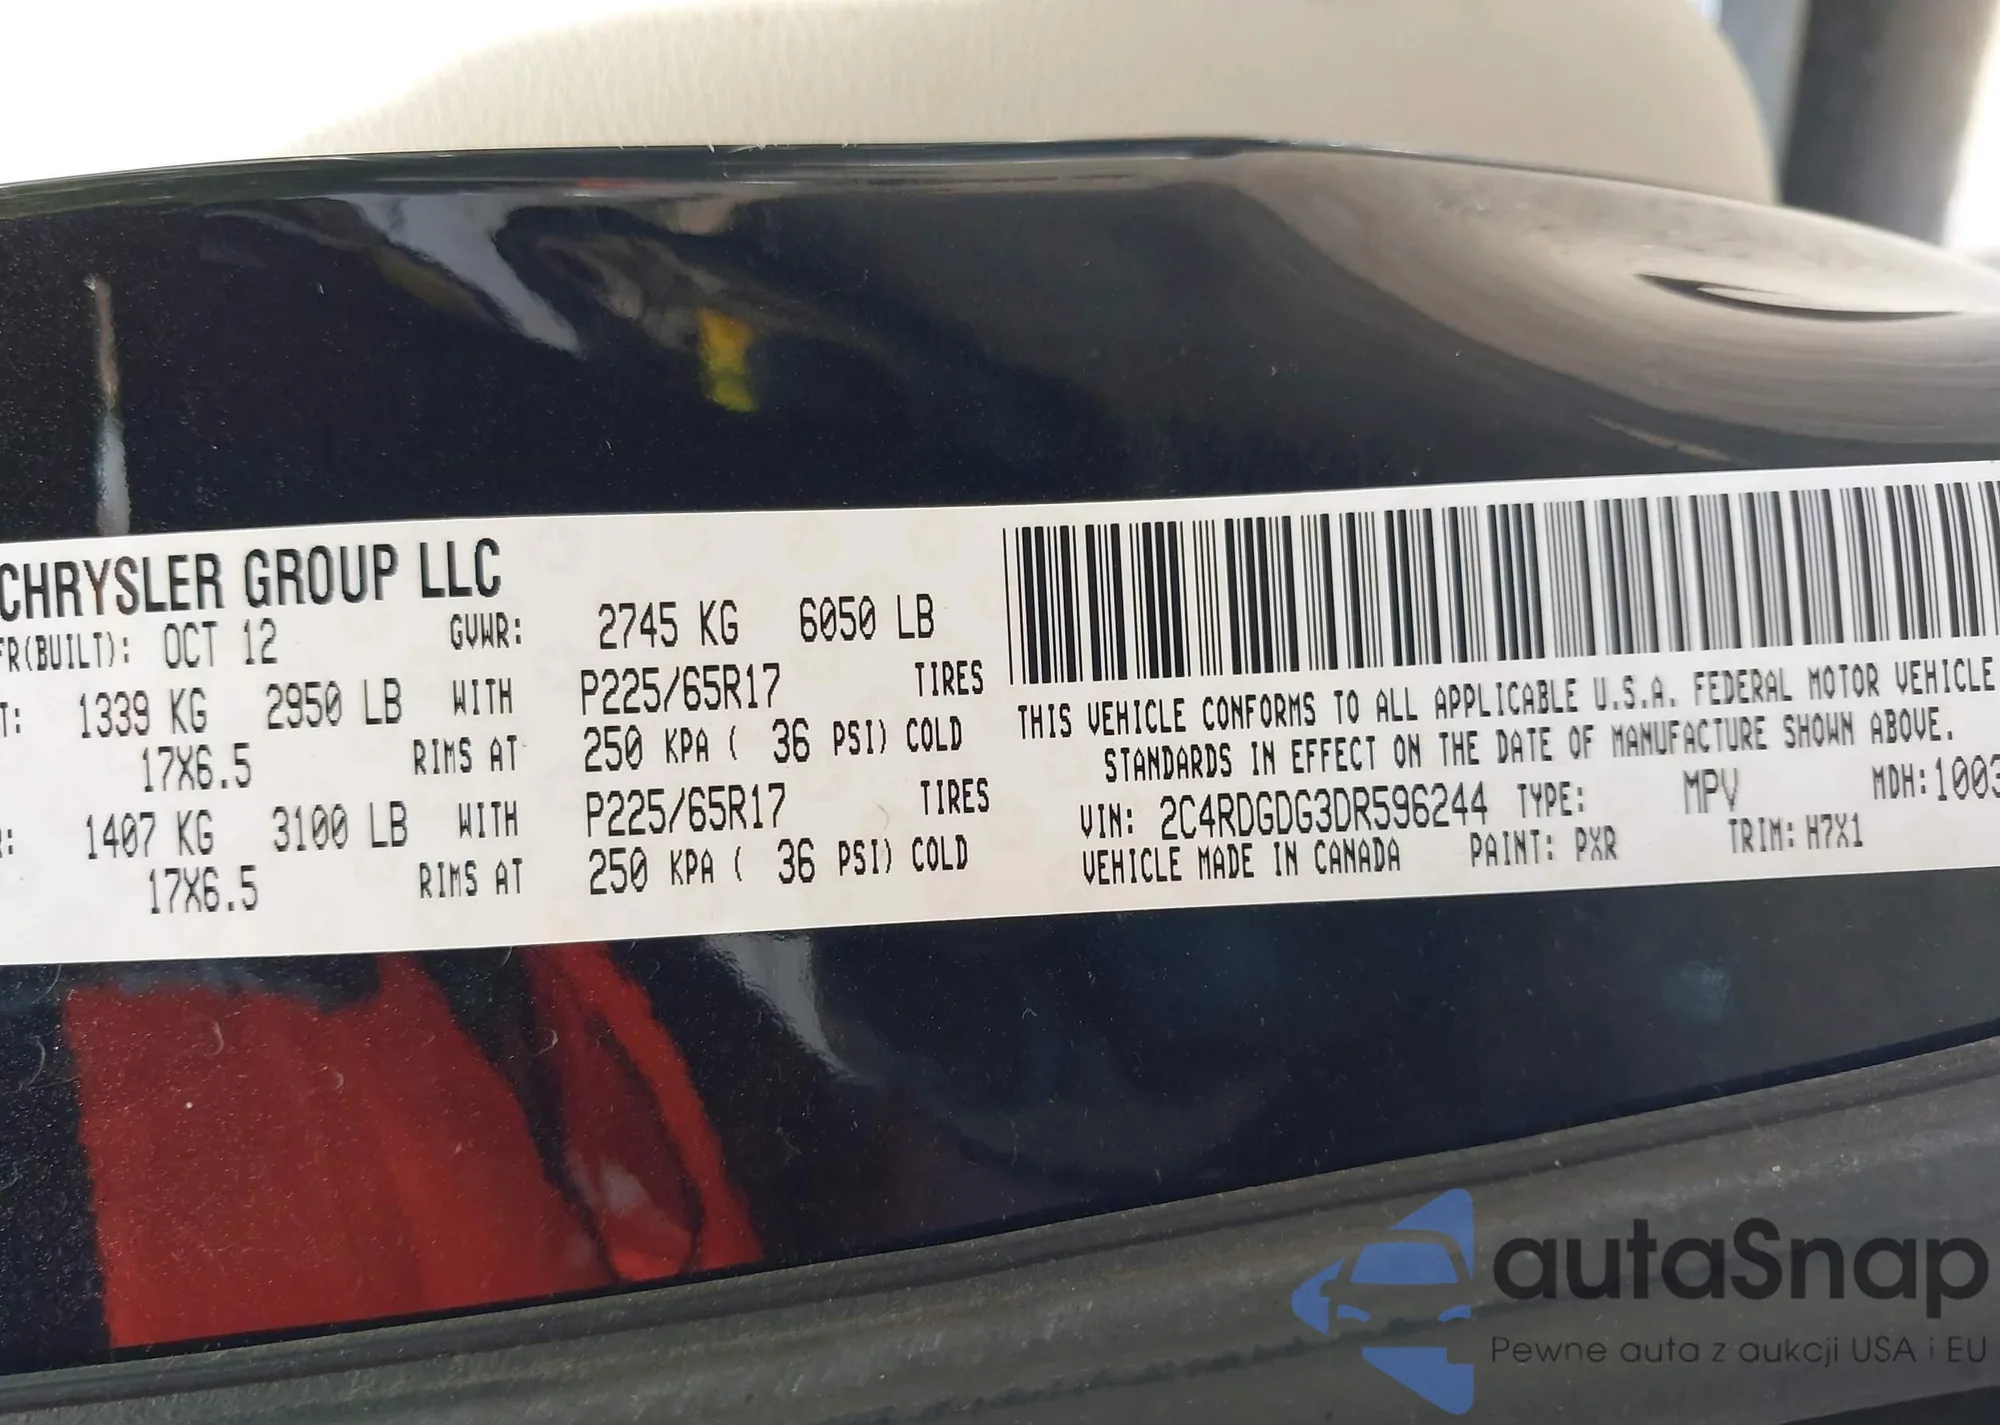 CHRYSLER GROUP LLC
FR(BUILT): OCT 12 GVWR: 2745 KG 6050 LB
T: 1339 KG 2950 LB WITH P225/65R17 TIRES
17X6.5 RIMS AT 250 KPA ( 36 PSI) COLD
R: 1407 KG 3100 LB WITH P225/65R17 TIRES
17X6.5 RIMS AT 250 KPA ( 36 PSI) COLD
THIS VEHICLE CONFORMS TO ALL APPLICABLE U.S.A. FEDERAL MOTOR VEHICLE
STANDARDS IN EFFECT ON THE DATE OF MANUFACTURE SHOWN ABOVE.
VIN: 2C4RDGDG3DR596244 TYPE: MPV MDH:1003
VEHICLE MADE IN CANADA PAINT: PXR TRIM: H7X1
autaSnap
Pewne auta z aukcji USA i EU